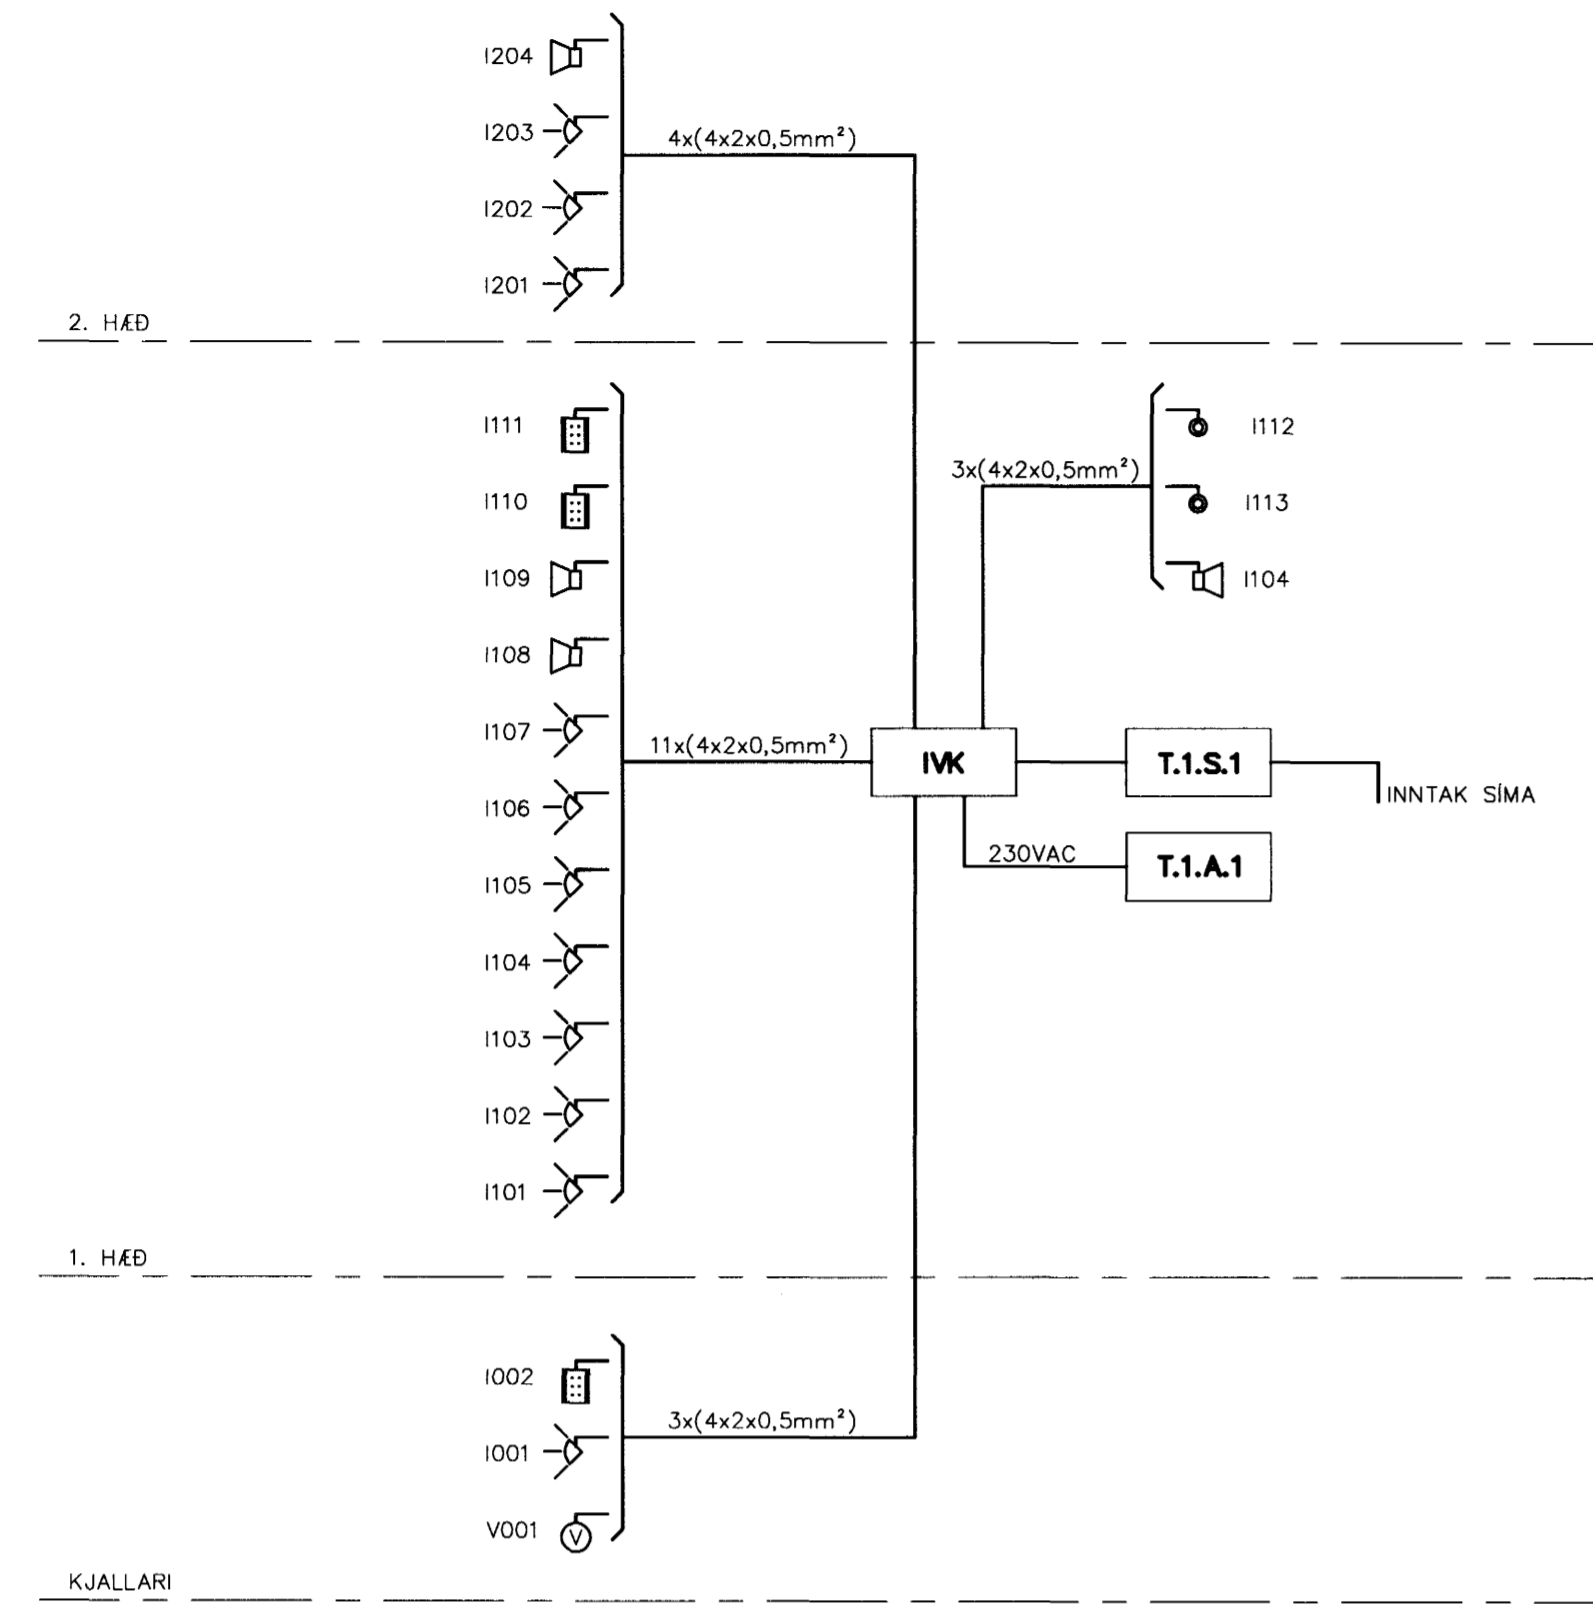 I204
I203
4x(4x2x0,5mm²)
I202
I201
2. HÆÐ
I111
I112
3x(4x2x0,5mm²)
I110
I113
I109
I104
I108
I107
11x(4x2x0,5mm²)
IVK
T.1.S.1
INNTAK SÍMA
I106
230VAC
T.1.A.1
I105
I104
I103
I102
I101
1. HÆÐ
I002
3x(4x2x0,5mm²)
I001
V001
V
KJALLARI